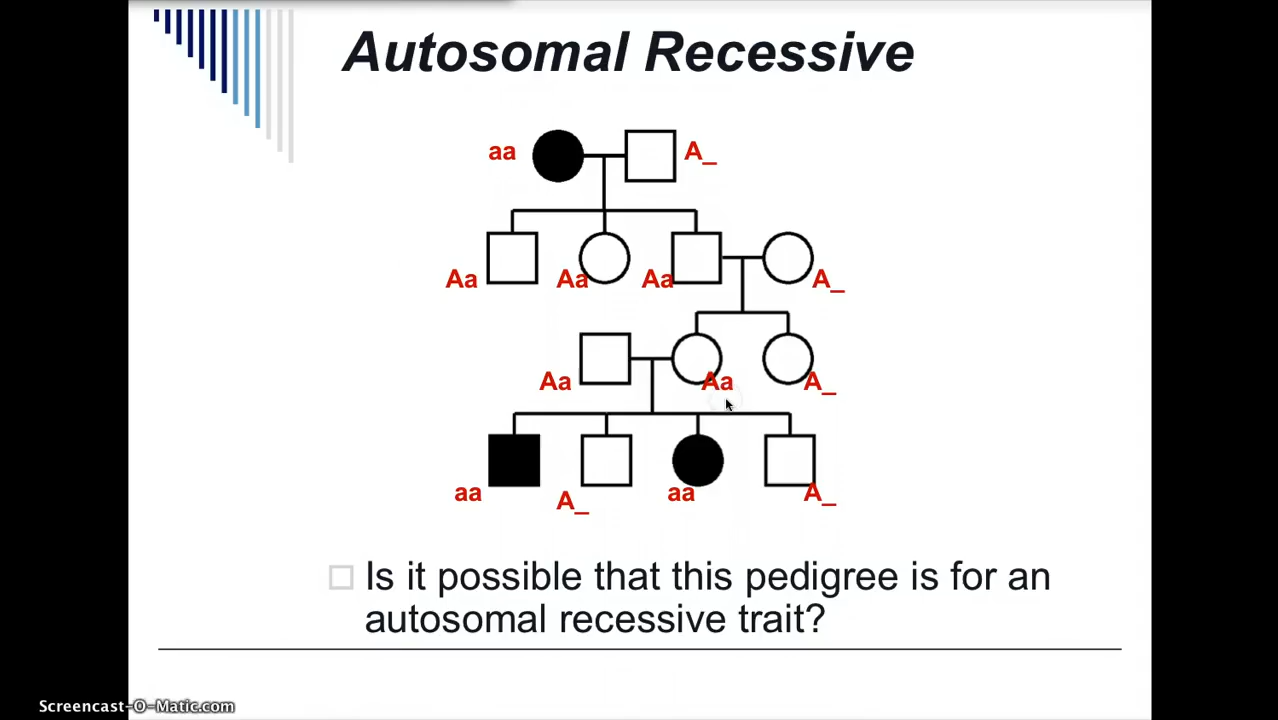 Autosomal Recessive
aa
A_
Aa
Aa
Aa
A_
Aa
Aa
A_
aa
A_
aa
A_
Is it possible that this pedigree is for an
autosomal recessive trait?
Screencast-O-Matic.com